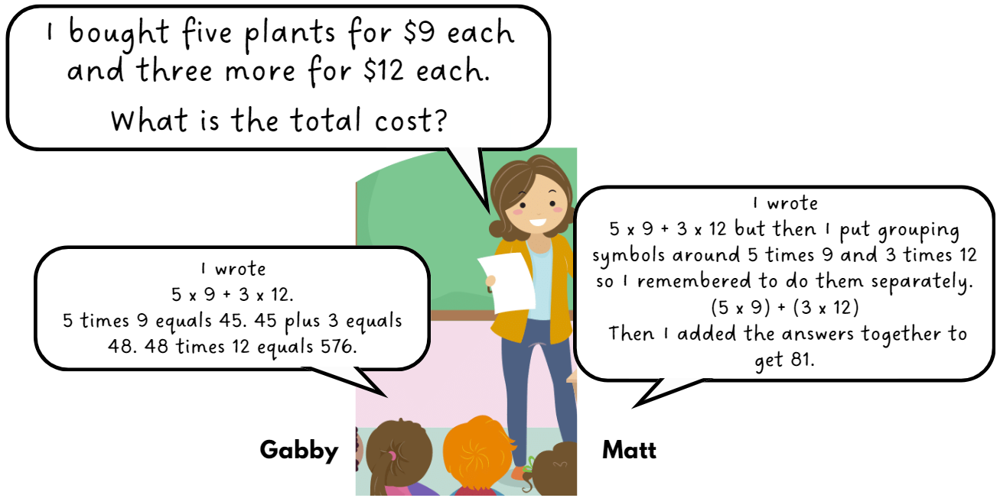 I bought five plants for $9 each
and three more for $12 each.
What is the total cost?
I wrote
5 x 9 + 3 x 12.
5 times 9 equals 45. 45 plus 3 equals
48. 48 times 12 equals 576.
I wrote
5 x 9 + 3 x 12 but then I put grouping
symbols around 5 times 9 and 3 times 12
so I remembered to do them separately.
(5 x 9) + (3 x 12)
Then I added the answers together to
get 81.
Gabby
Matt